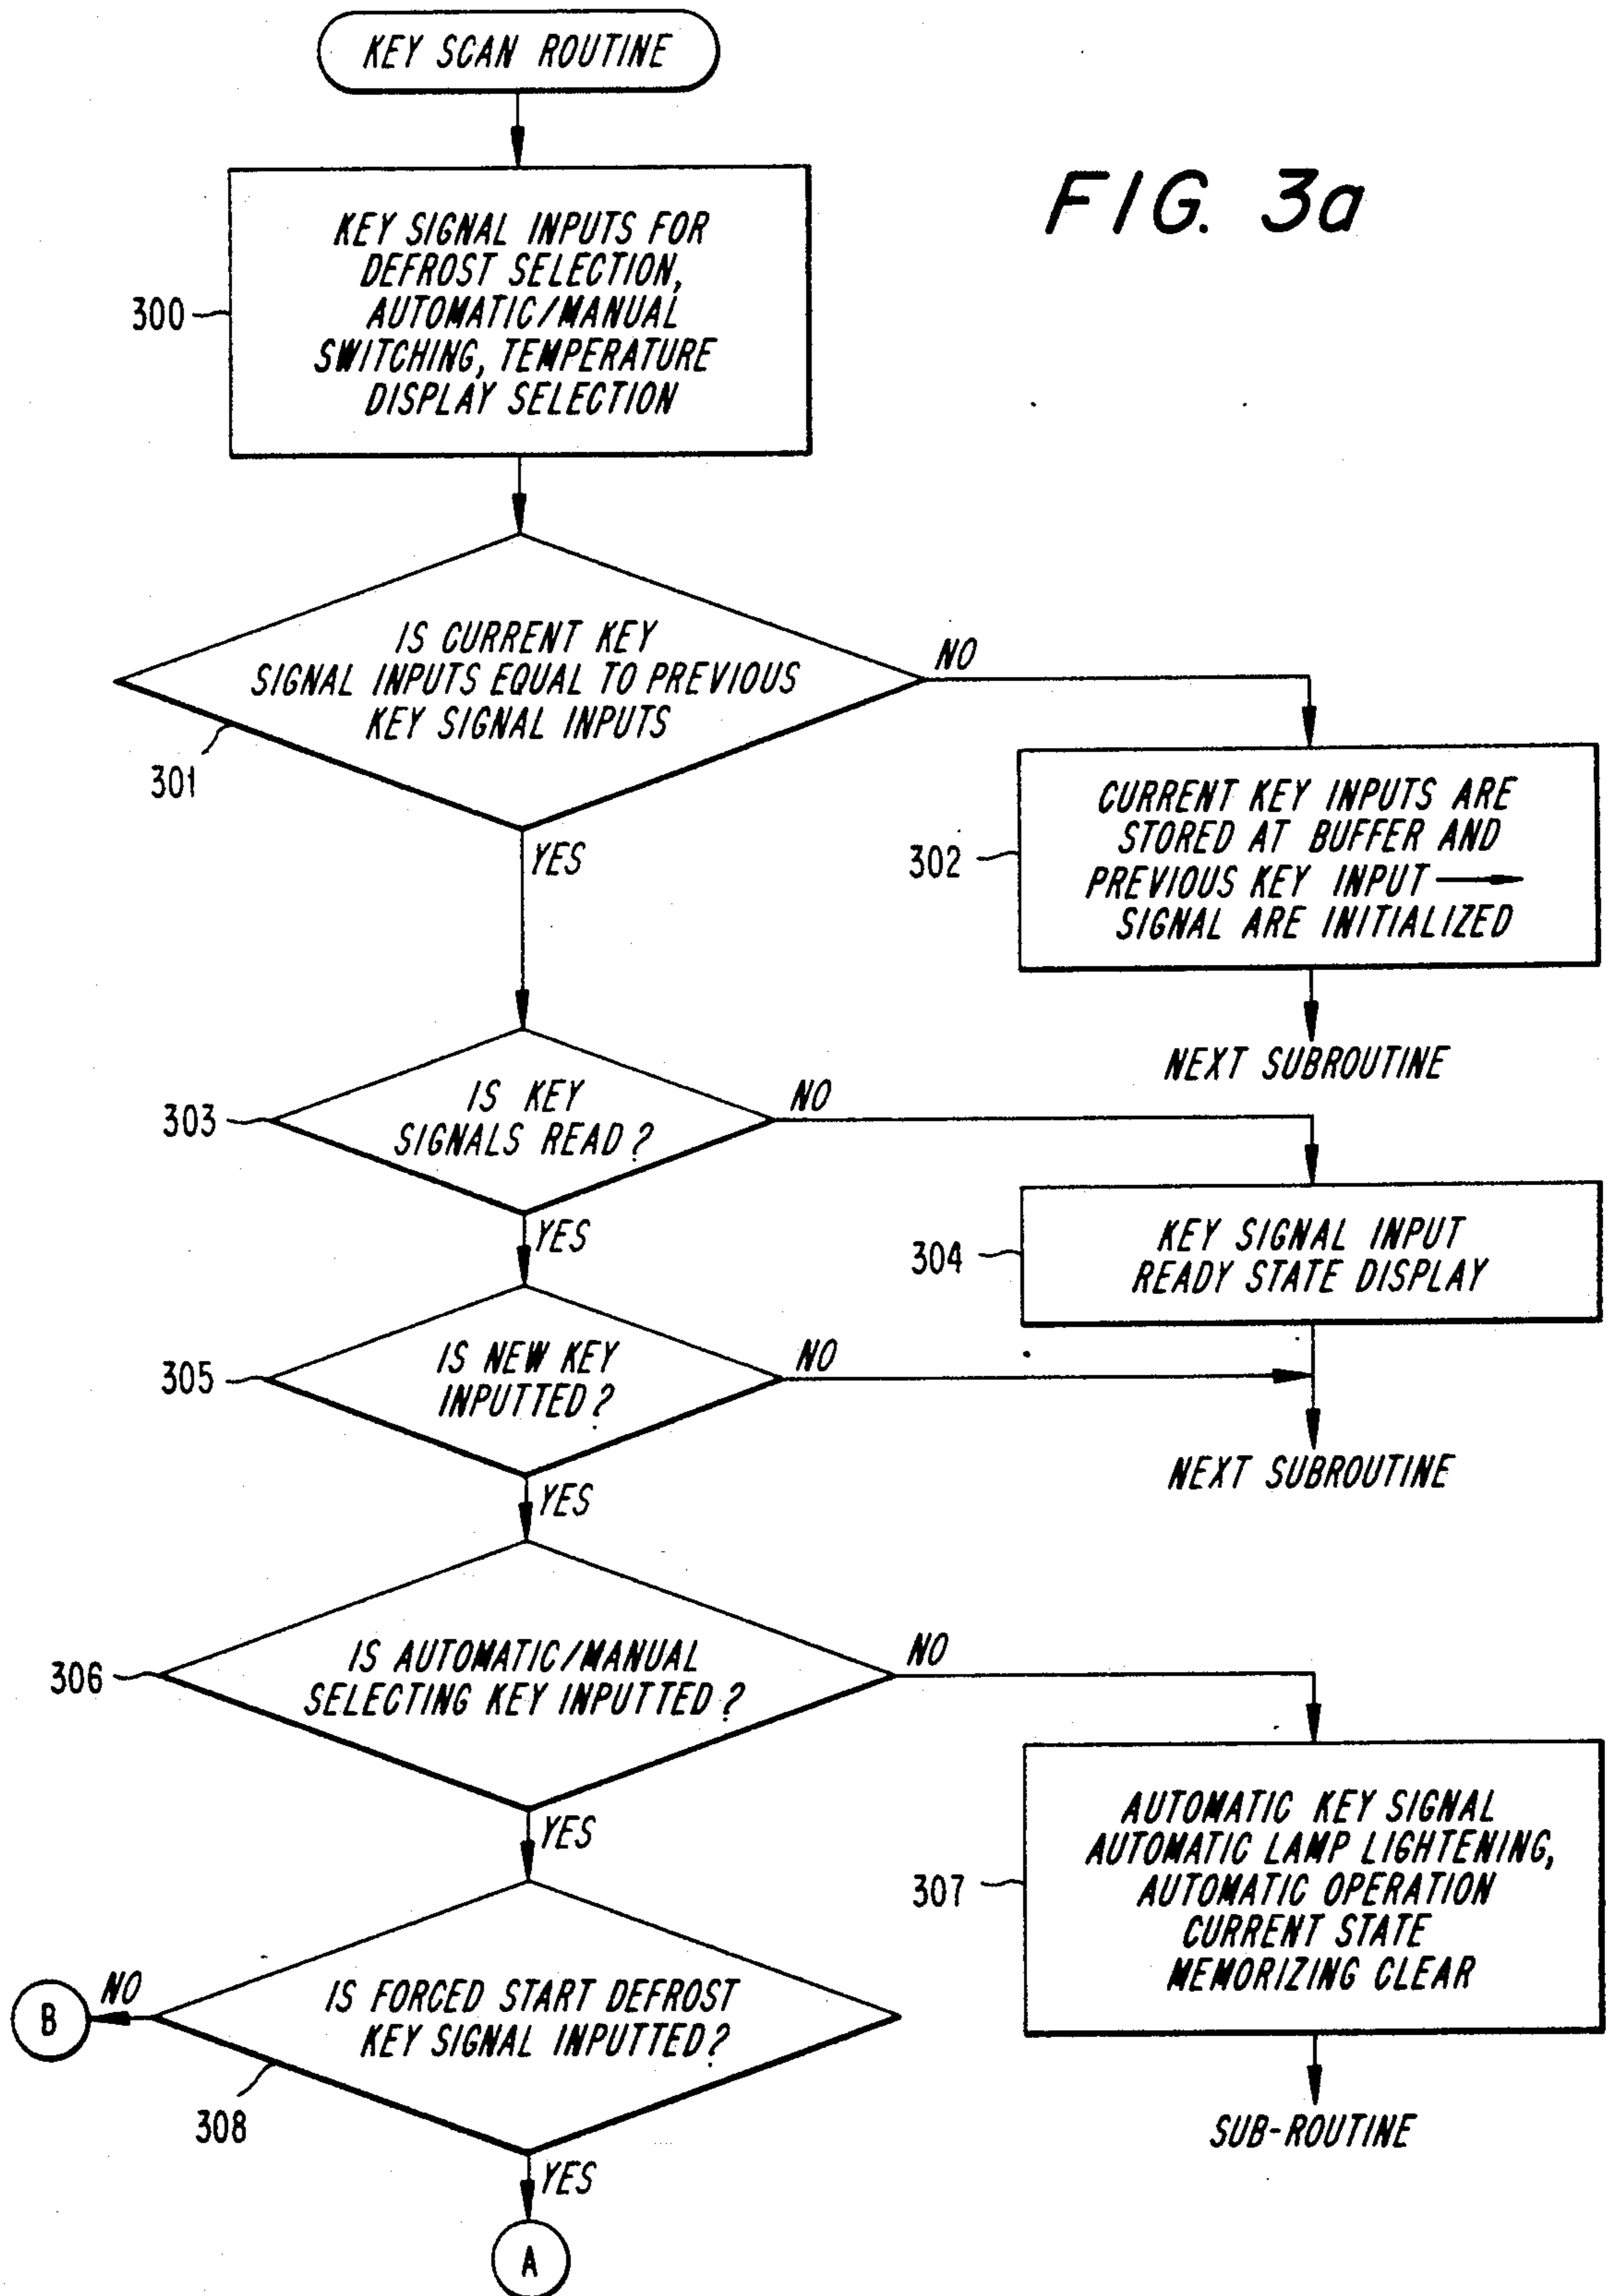 KEY SCAN ROUTINE
FIG. 3a
KEY SIGNAL INPUTS FOR
DEFROST SELECTION,
AUTOMATIC/MANUAL
SWITCHING, TEMPERATURE
DISPLAY SELECTION
300
IS CURRENT KEY
SIGNAL INPUTS EQUAL TO PREVIOUS
KEY SIGNAL INPUTS
301
NO
YES
CURRENT KEY INPUTS ARE
STORED AT BUFFER AND
PREVIOUS KEY INPUT →
SIGNAL ARE INITIALIZED
302
NEXT SUBROUTINE
IS KEY
SIGNALS READ?
303
NO
YES
KEY SIGNAL INPUT
READY STATE DISPLAY
304
IS NEW KEY
INPUTTED?
305
NO
YES
NEXT SUBROUTINE
IS AUTOMATIC/MANUAL
SELECTING KEY INPUTTED?
306
NO
YES
AUTOMATIC KEY SIGNAL
AUTOMATIC LAMP LIGHTENING,
AUTOMATIC OPERATION
CURRENT STATE
MEMORIZING CLEAR
307
SUB-ROUTINE
IS FORCED START DEFROST
KEY SIGNAL INPUTTED?
308
NO
B
YES
A